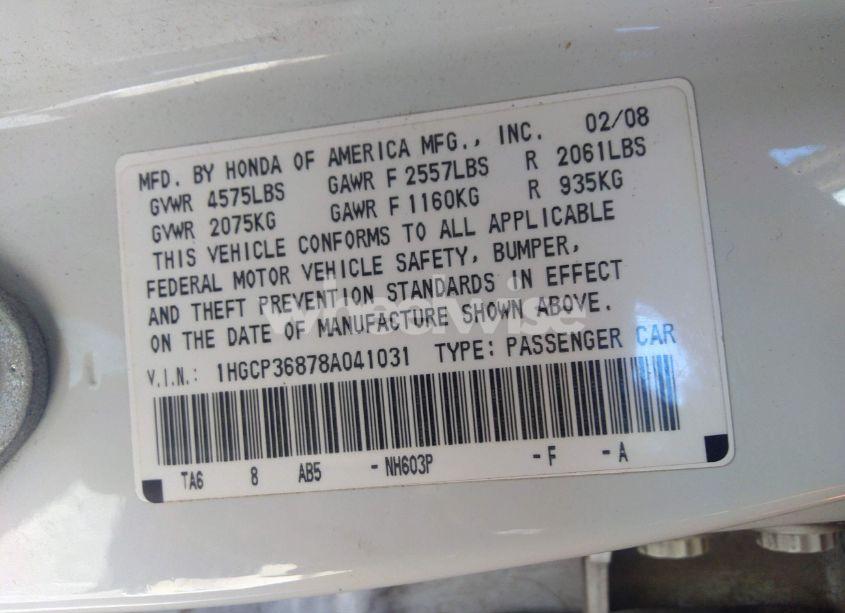 MFD. BY HONDA OF AMERICA MFG., INC. 02/08
GVWR 4575LBS GAWR F 2557LBS R 2061LBS
GVWR 2075KG GAWR F 1160KG R 935KG
THIS VEHICLE CONFORMS TO ALL APPLICABLE
FEDERAL MOTOR VEHICLE SAFETY, BUMPER,
AND THEFT PREVENTION STANDARDS IN EFFECT
ON THE DATE OF MANUFACTURE SHOWN ABOVE.
wheelwise
V.I.N.: 1HGCP36878A041031 TYPE: PASSENGER CAR
TA6 8 AB5 -NH603P -F -A